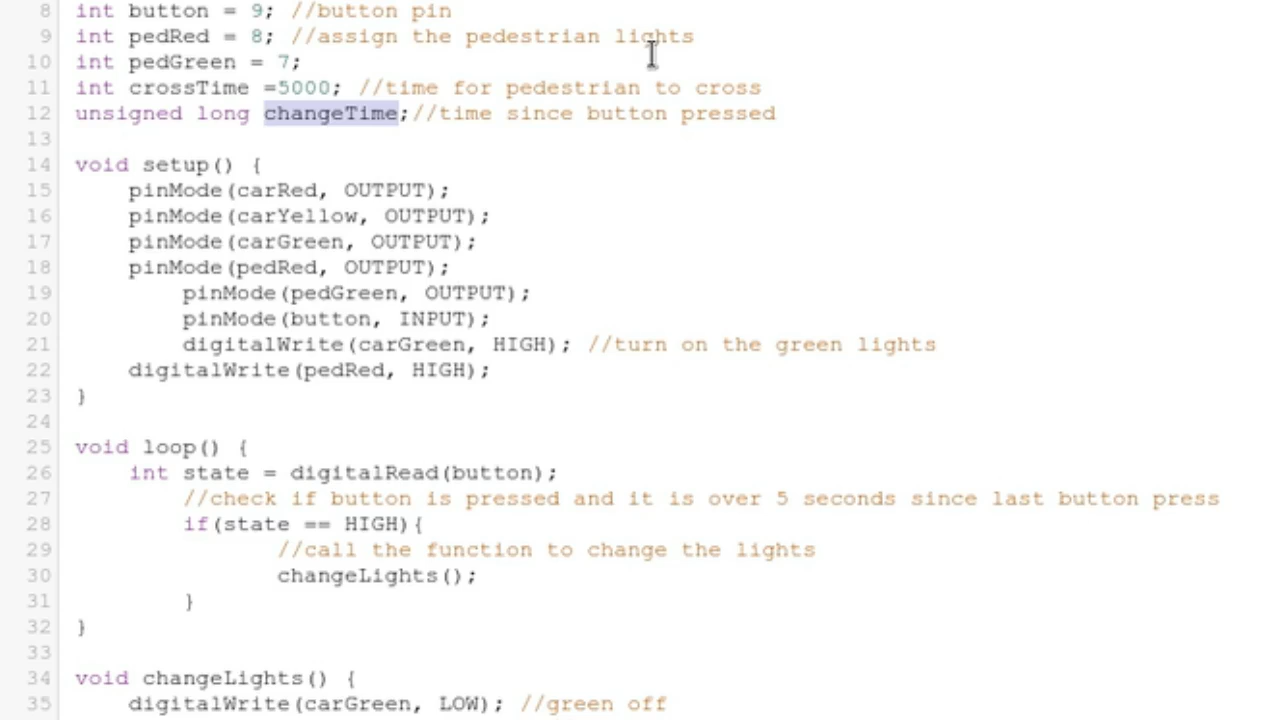 8 int button = 9; //button pin
9 int pedRed = 8; //assign the pedestrian lights
10 int pedGreen = 7;
11 int crossTime =5000; //time for pedestrian to cross
12 unsigned long changeTime;//time since button pressed
13
14 void setup() {
15 pinMode(carRed, OUTPUT);
16 pinMode(carYellow, OUTPUT);
17 pinMode(carGreen, OUTPUT);
18 pinMode(pedRed, OUTPUT);
19 pinMode(pedGreen, OUTPUT);
20 pinMode(button, INPUT);
21 digitalWrite(carGreen, HIGH); //turn on the green lights
22 digitalWrite(pedRed, HIGH);
23 }
24
25 void loop() {
26 int state = digitalRead(button);
27 //check if button is pressed and it is over 5 seconds since last button press
28 if(state == HIGH){
29 //call the function to change the lights
30 changeLights();
31 }
32 }
33
34 void changeLights() {
35 digitalWrite(carGreen, LOW); //green off